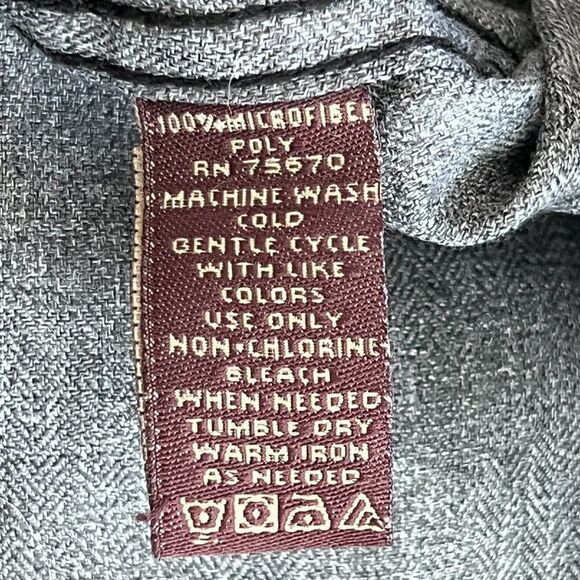 100% MICROFIBER
POLY
RN 75670
MACHINE WASH
COLD
GENTLE CYCLE
WITH LIKE
COLORS
USE ONLY
NON-CHLORINE
BLEACH
WHEN NEEDED
TUMBLE DRY
WARM IRON
AS NEEDED